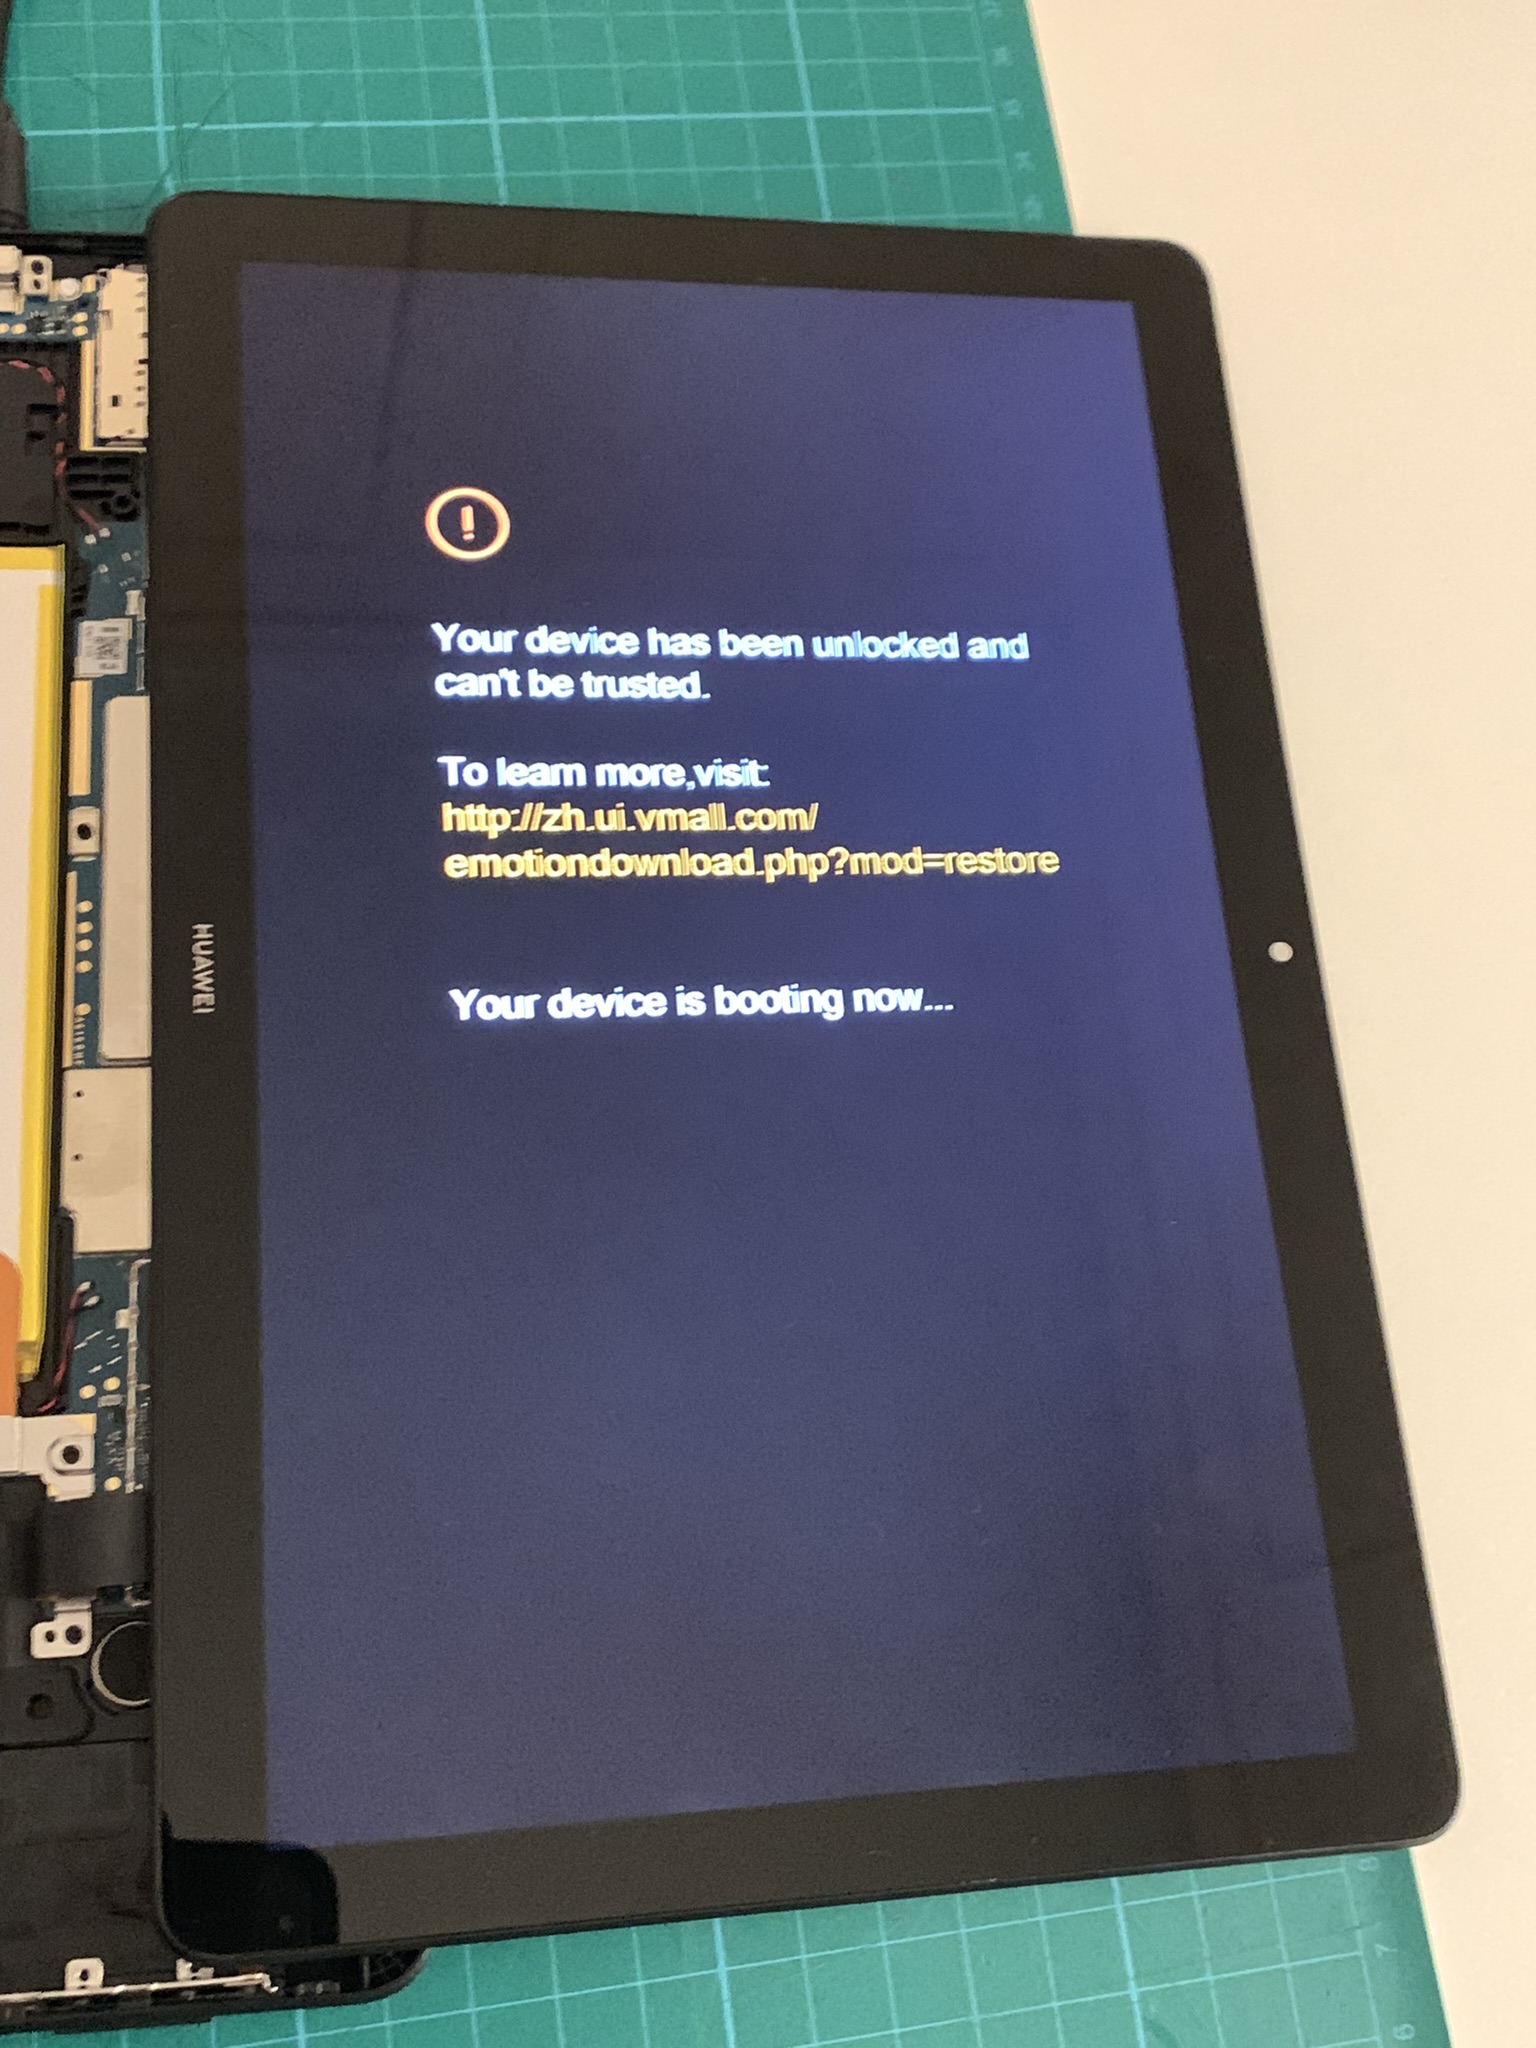 Your device has been unlocked and
can't be trusted.
To learn more,visit:
http://zh.ui.vmall.com/
emotiondownload.php?mod=restore
Your device is booting now...
HUAWEI